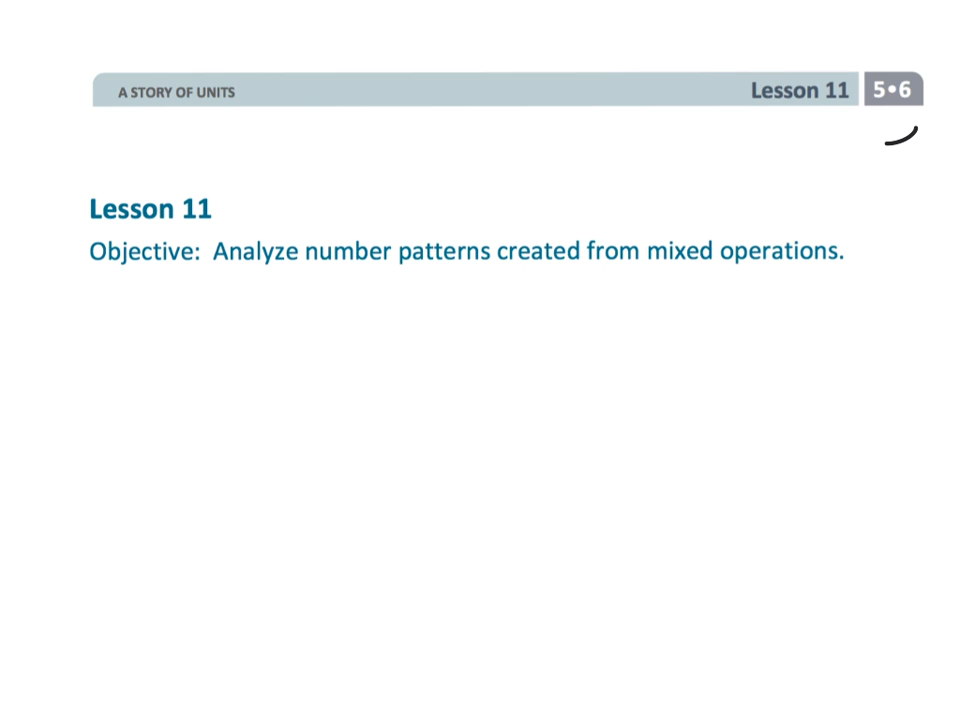 A STORY OF UNITS
Lesson 11 5•6
Lesson 11
Objective: Analyze number patterns created from mixed operations.